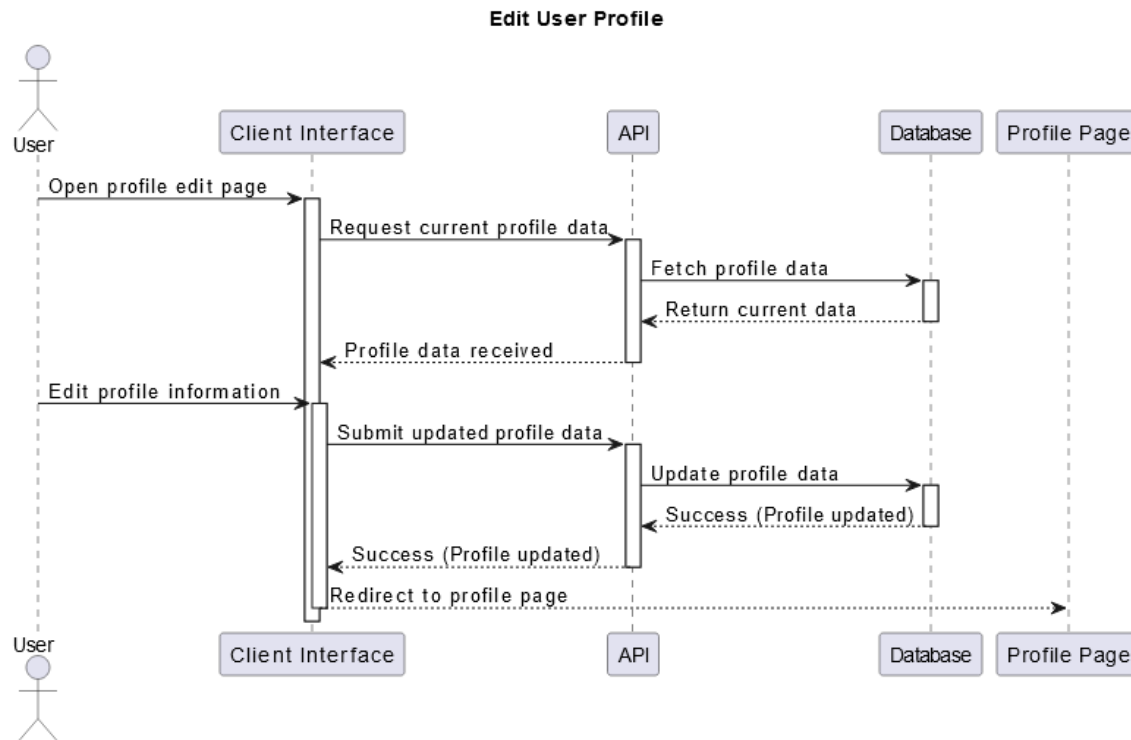 Edit User Profile
User
Client Interface
API
Database
Profile Page
Open profile edit page
Request current profile data
Fetch profile data
Return current data
Profile data received
Edit profile information
Submit updated profile data
Update profile data
Success (Profile updated)
Success (Profile updated)
Redirect to profile page
User
Client Interface
API
Database
Profile Page